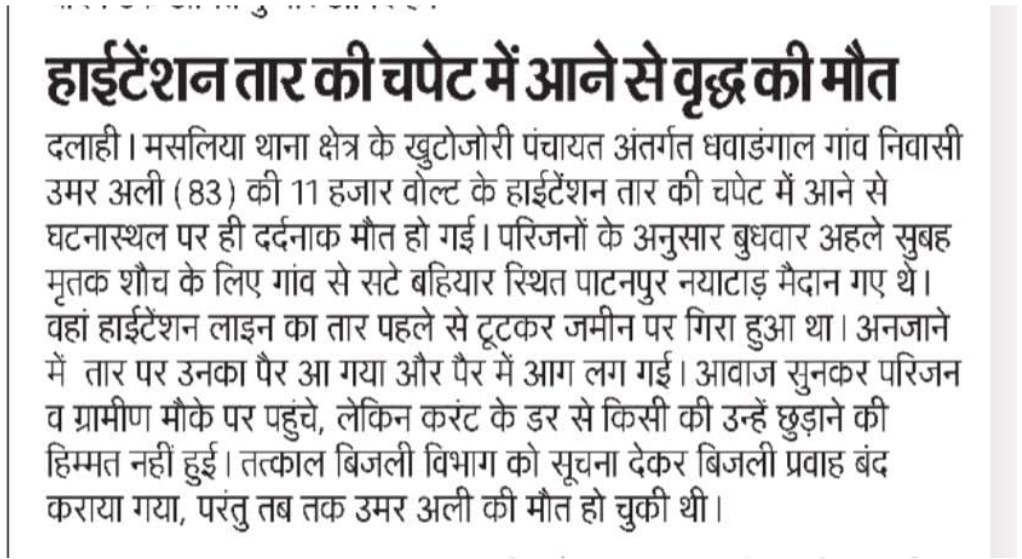 हाईटेंशन तार की चपेट में आने से वृद्ध की मौत
दलाही। मसलिया थाना क्षेत्र के खुटोजोरी पंचायत अंतर्गत धवाडंगाल गांव निवासी
उमर अली (83) की 11 हजार वोल्ट के हाईटेंशन तार की चपेट में आने से
घटनास्थल पर ही दर्दनाक मौत हो गई। परिजनों के अनुसार बुधवार अहले सुबह
मृतक शौच के लिए गांव से सटे बहियार स्थित पाटनपुर नयाटाड़ मैदान गए थे।
वहां हाईटेंशन लाइन का तार पहले से टूटकर जमीन पर गिरा हुआ था। अनजाने
में तार पर उनका पैर आ गया और पैर में आग लग गई। आवाज सुनकर परिजन
व ग्रामीण मौके पर पहुंचे, लेकिन करंट के डर से किसी की उन्हें छुड़ाने की
हिम्मत नहीं हुई। तत्काल बिजली विभाग को सूचना देकर बिजली प्रवाह बंद
कराया गया, परंतु तब तक उमर अली की मौत हो चुकी थी।